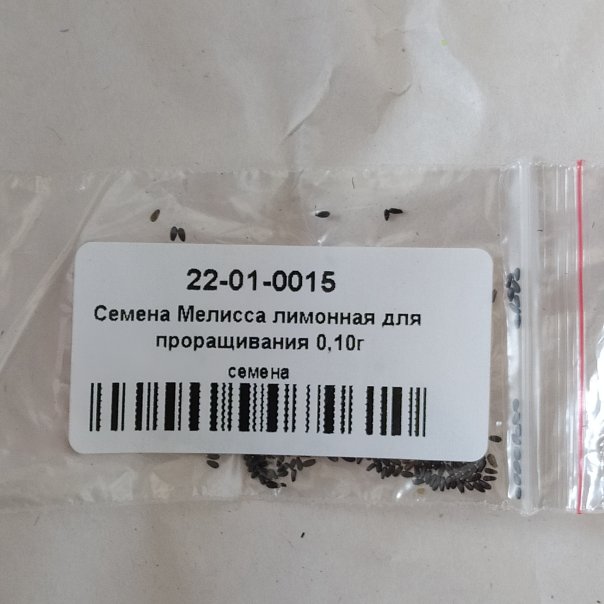 22-01-0015
Семена Мелисса лимонная для
проращивания 0,10г
семена